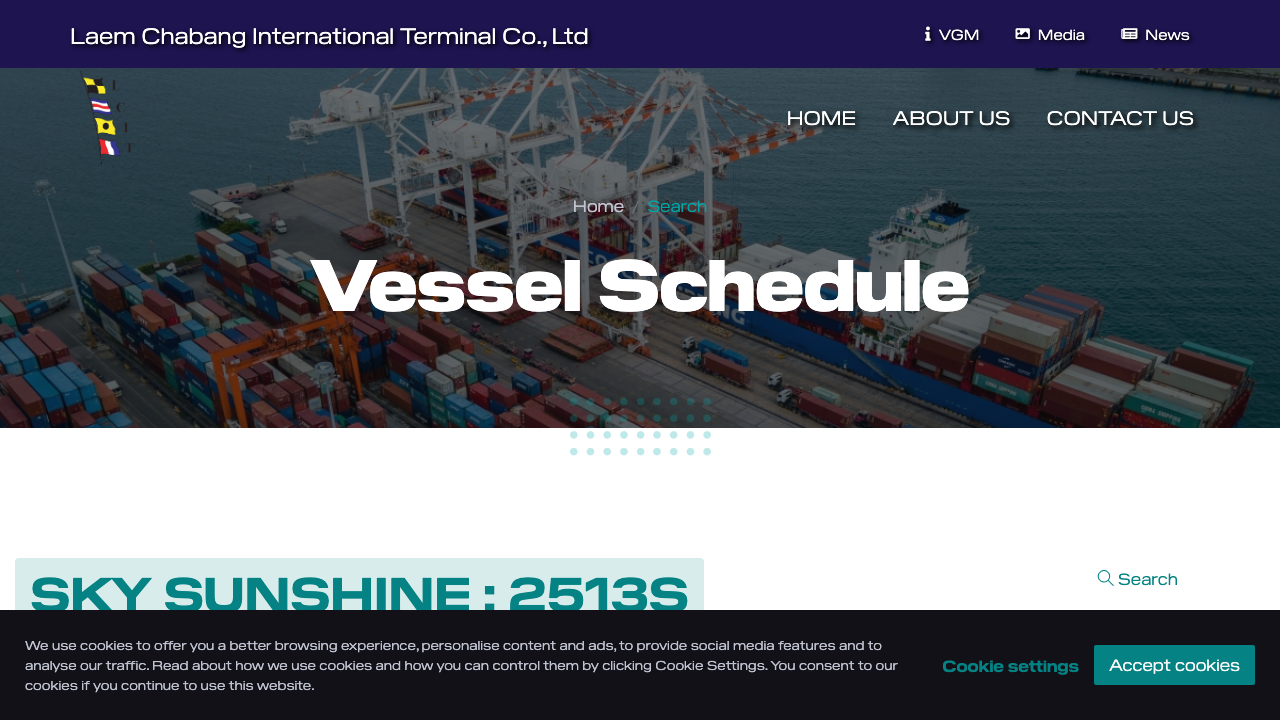 Laem Chabang International Terminal Co., Ltd
VGM
Media
News
HOME
ABOUT US
CONTACT US
Home / Search
Vessel Schedule
SKY SUNSHINE : 2513S
Search
We use cookies to offer you a better browsing experience, personalise content and ads, to provide social media features and to
analyse our traffic. Read about how we use cookies and how you can control them by clicking Cookie Settings. You consent to our
cookies if you continue to use this website.
Cookie settings
Accept cookies